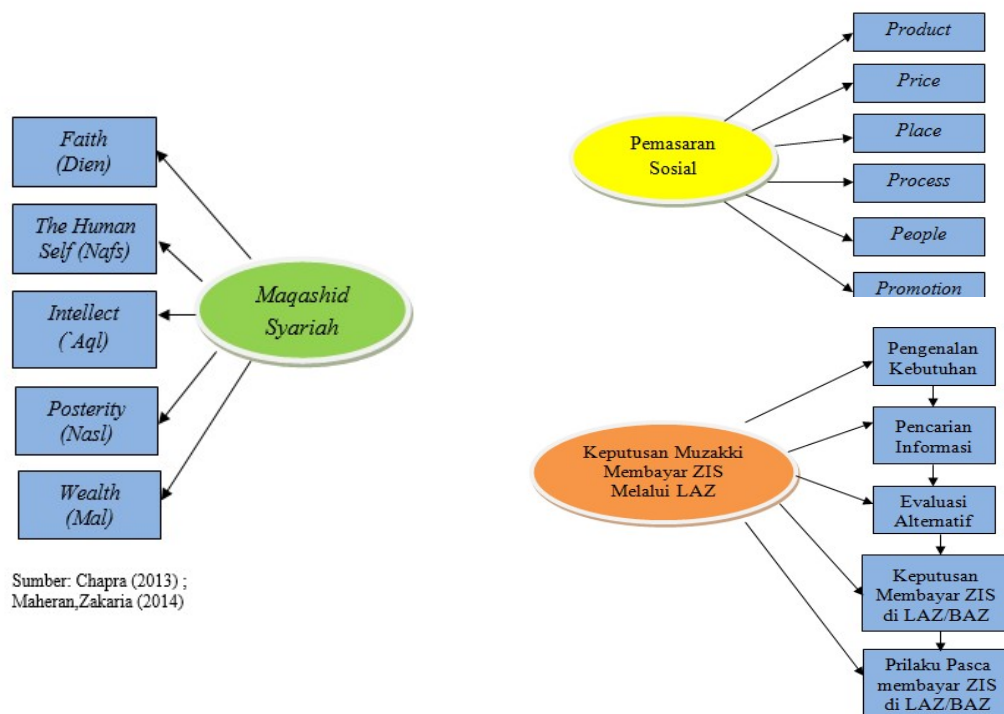 Faith
(Dien)
The Human
Self (Nafs)
Intellect
(´Aql)
Posterity
(Nasl)
Wealth
(Mal)
Maqashid
Syariah
Sumber: Chapra (2013) ;
Maheran,Zakaria (2014)
Pemasaran
Sosial
Product
Price
Place
Process
People
Promotion
Keputusan Muzakki
Membayar ZIS
Melalui LAZ
Pengenalan
Kebutuhan
Pencarian
Informasi
Evaluasi
Alternatif
Keputusan
Membayar ZIS
di LAZ/BAZ
Prilaku Pasca
membayar ZIS
di LAZ/BAZ